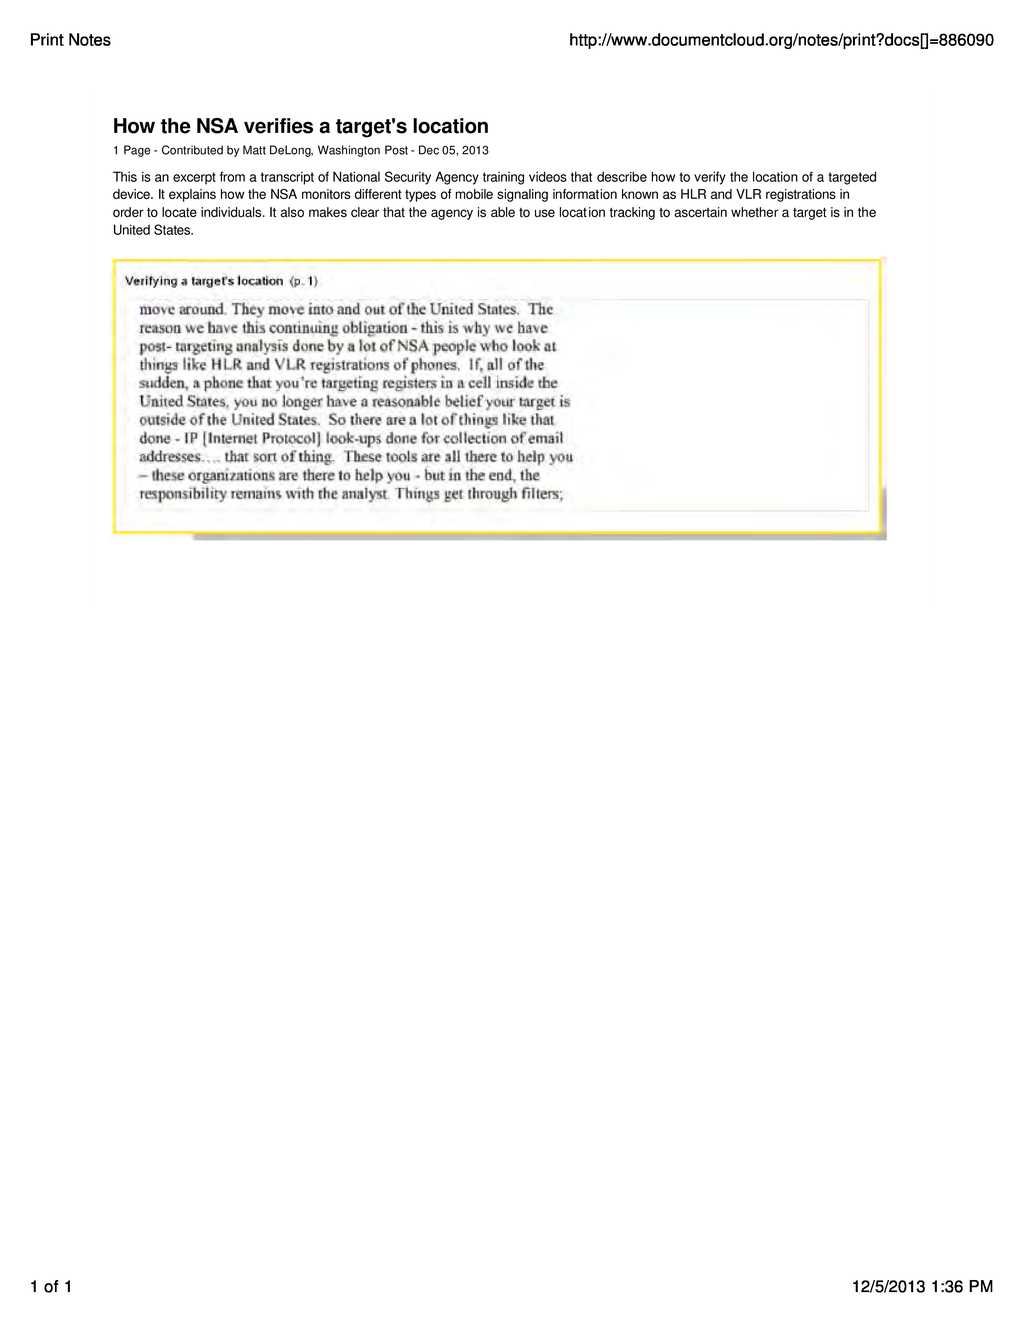 Print Notes
http://www.documentcloud.org/notes/print?docs[]=886090
How the NSA verifies a target's location
1 Page - Contributed by Matt DeLong, Washington Post - Dec 05, 2013
This is an excerpt from a transcript of National Security Agency training videos that describe how to verify the location of a targeted
device. It explains how the NSA monitors different types of mobile signaling information known as HLR and VLR registrations in
order to locate individuals. It also makes clear that the agency is able to use location tracking to ascertain whether a target is in the
United States.
Verifying a target's location (p. 1)
move around. They move into and out of the United States. The
reason we have this continuing obligation - this is why we have
post- targeting analysis done by a lot of NSA people who look at
things like HLR and VLR registrations of phones. If, all of the
sudden, a phone that you're targeting registers in a cell inside the
United States, you no longer have a reasonable belief your target is
outside of the United States. So there are a lot of things like that
done - IP [Internet Protocol] look-ups done for collection of email
addresses.... that sort of thing. These tools are all there to help you
– these organizations are there to help you - but in the end, the
responsibility remains with the analyst. Things get through filters;
1 of 1
12/5/2013 1:36 PM